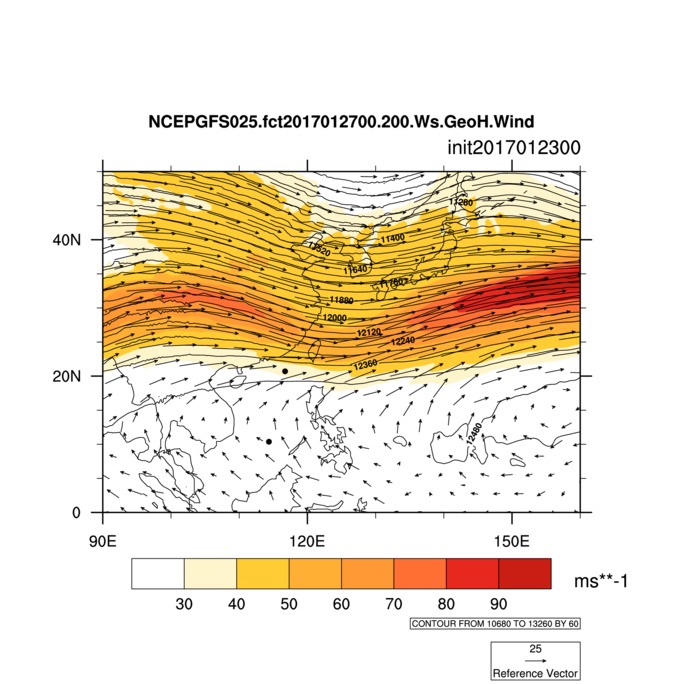 NCEPGFS025.fct2017012700.200.Ws.GeoH.Wind
init2017012300
11280
11400
11520
40N
11640
11760
11880
12000
12120
12240
12360
20N
12480
0
90E 120E 150E
30 40 50 60 70 80 90
ms**-1
CONTOUR FROM 10680 TO 13260 BY 60
25
Reference Vector